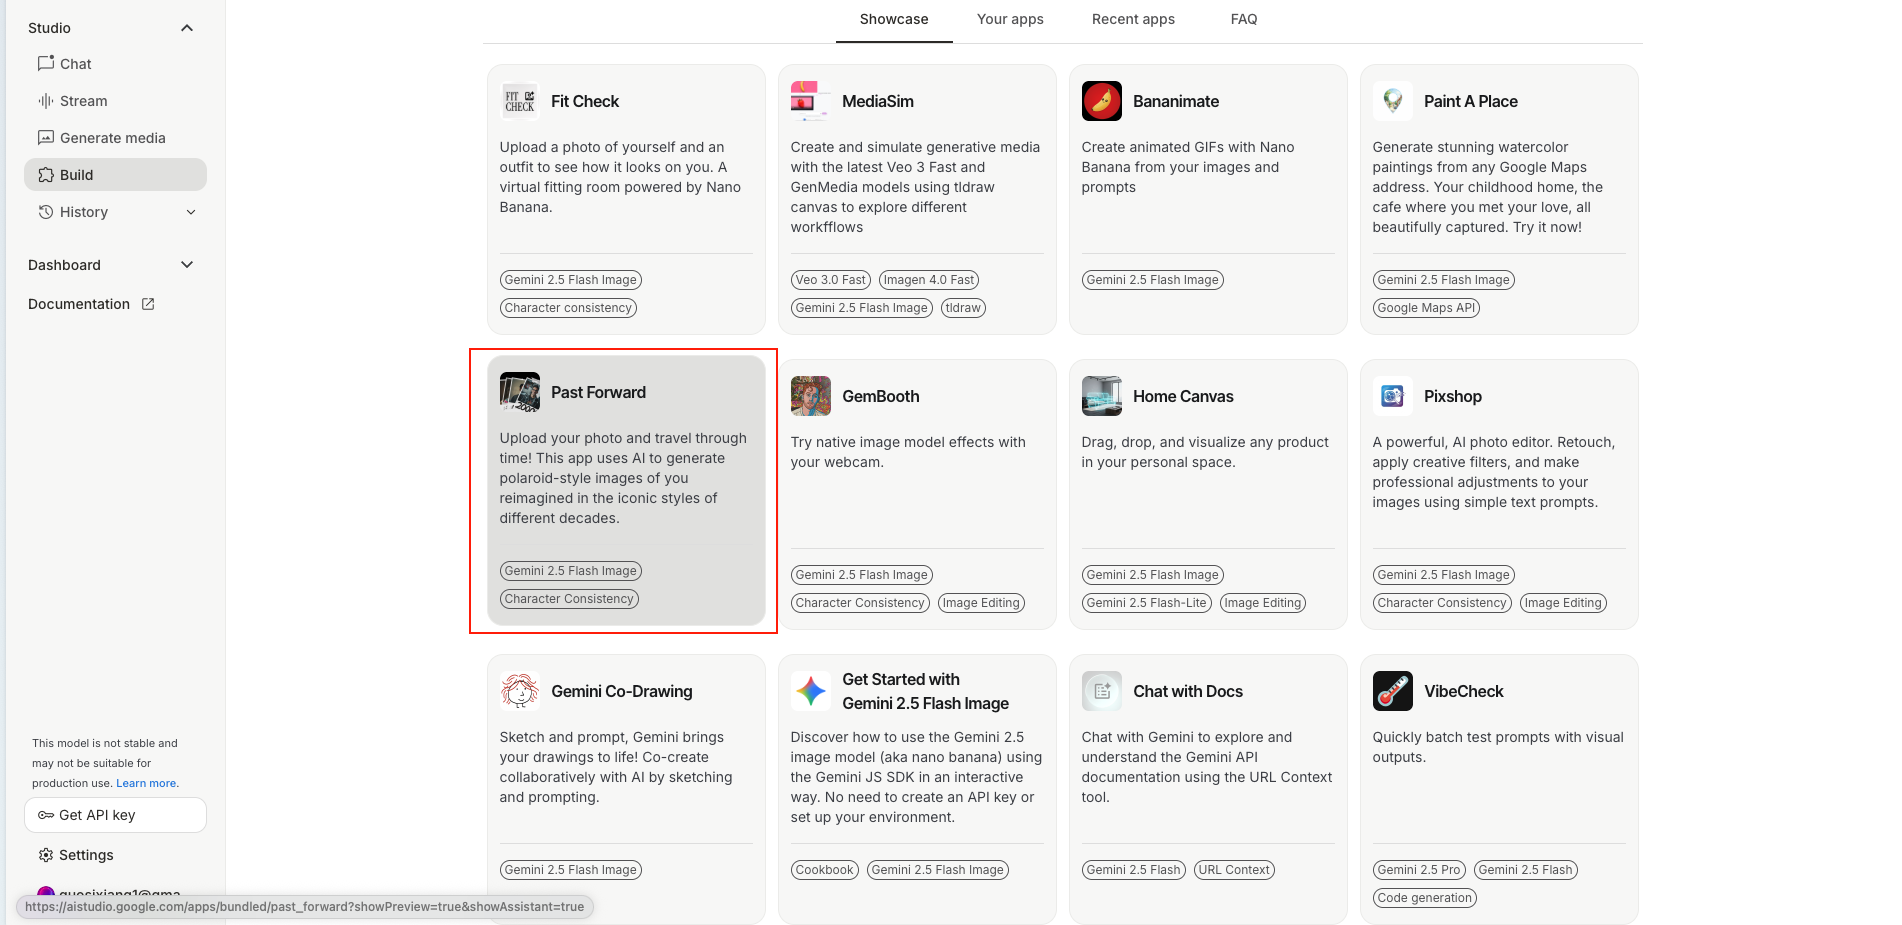 Studio
Chat
Stream
Generate media
Build
History
Dashboard
Documentation
This model is not stable and
may not be suitable for
production use. Learn more.
Get API key
Settings
https://aistudio.google.com/apps/bundled/past_forward?showPreview=true&showAssistant=true
Showcase
Your apps
Recent apps
FAQ
FIT
CHECK
Fit Check
Upload a photo of yourself and an
outfit to see how it looks on you. A
virtual fitting room powered by Nano
Banana.
Gemini 2.5 Flash Image
Character consistency
MediaSim
Create and simulate generative media
with the latest Veo 3 Fast and
GenMedia models using tldraw
canvas to explore different
workfflows
Veo 3.0 Fast
Imagen 4.0 Fast
Gemini 2.5 Flash Image
tldraw
Bananimate
Create animated GIFs with Nano
Banana from your images and
prompts
Gemini 2.5 Flash Image
Paint A Place
Generate stunning watercolor
paintings from any Google Maps
address. Your childhood home, the
cafe where you met your love, all
beautifully captured. Try it now!
Gemini 2.5 Flash Image
Google Maps API
Past Forward
Upload your photo and travel through
time! This app uses AI to generate
polaroid-style images of you
reimagined in the iconic styles of
different decades.
Gemini 2.5 Flash Image
Character Consistency
GemBooth
Try native image model effects with
your webcam.
Gemini 2.5 Flash Image
Character Consistency
Image Editing
Home Canvas
Drag, drop, and visualize any product
in your personal space.
Gemini 2.5 Flash Image
Gemini 2.5 Flash-Lite
Image Editing
Pixshop
A powerful, AI photo editor. Retouch,
apply creative filters, and make
professional adjustments to your
images using simple text prompts.
Gemini 2.5 Flash Image
Character Consistency
Image Editing
Gemini Co-Drawing
Sketch and prompt, Gemini brings
your drawings to life! Co-create
collaboratively with AI by sketching
and prompting.
Gemini 2.5 Flash Image
Get Started with
Gemini 2.5 Flash Image
Discover how to use the Gemini 2.5
image model (aka nano banana) using
the Gemini JS SDK in an interactive
way. No need to create an API key or
set up your environment.
Cookbook
Gemini 2.5 Flash Image
Chat with Docs
Chat with Gemini to explore and
understand the Gemini API
documentation using the URL Context
tool.
Gemini 2.5 Flash
URL Context
VibeCheck
Quickly batch test prompts with visual
outputs.
Gemini 2.5 Pro
Gemini 2.5 Flash
Code generation